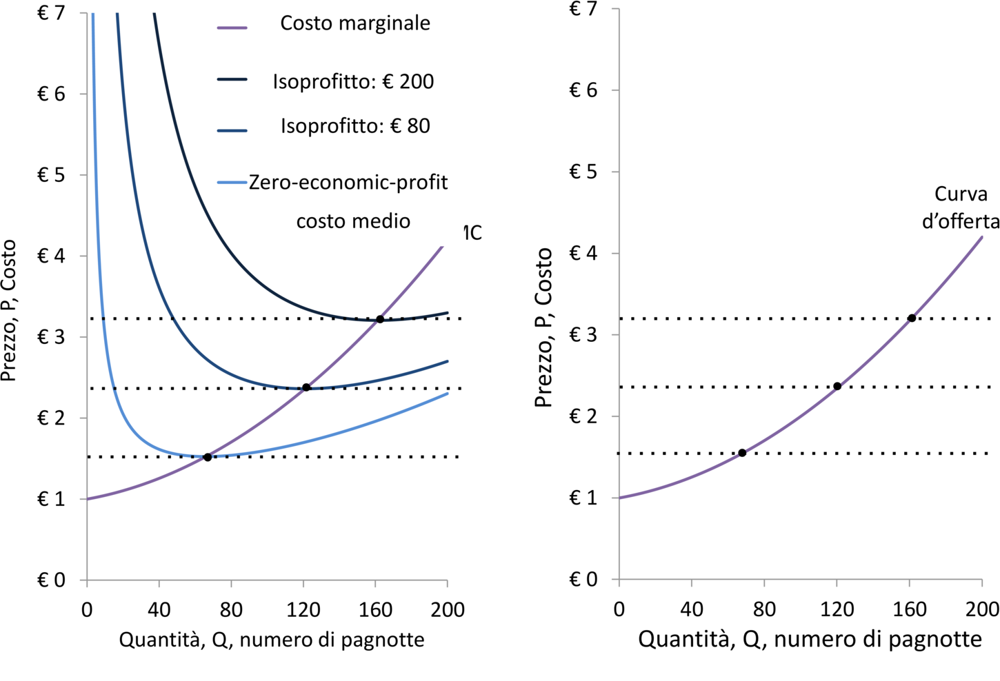 € 7
€ 6
€ 5
€ 4
€ 3
€ 2
€ 1
€ 0
Prezzo, P, Costo
Costo marginale
Isoprofitto: € 200
Isoprofitto: € 80
Zero-economic-profit
costo medio
MC
0 40 80 120 160 200
Quantità, Q, numero di pagnotte
€ 7
€ 6
€ 5
€ 4
€ 3
€ 2
€ 1
€ 0
Prezzo, P, Costo
Curva
d’offerta
0 40 80 120 160 200
Quantità, Q, numero di pagnotte